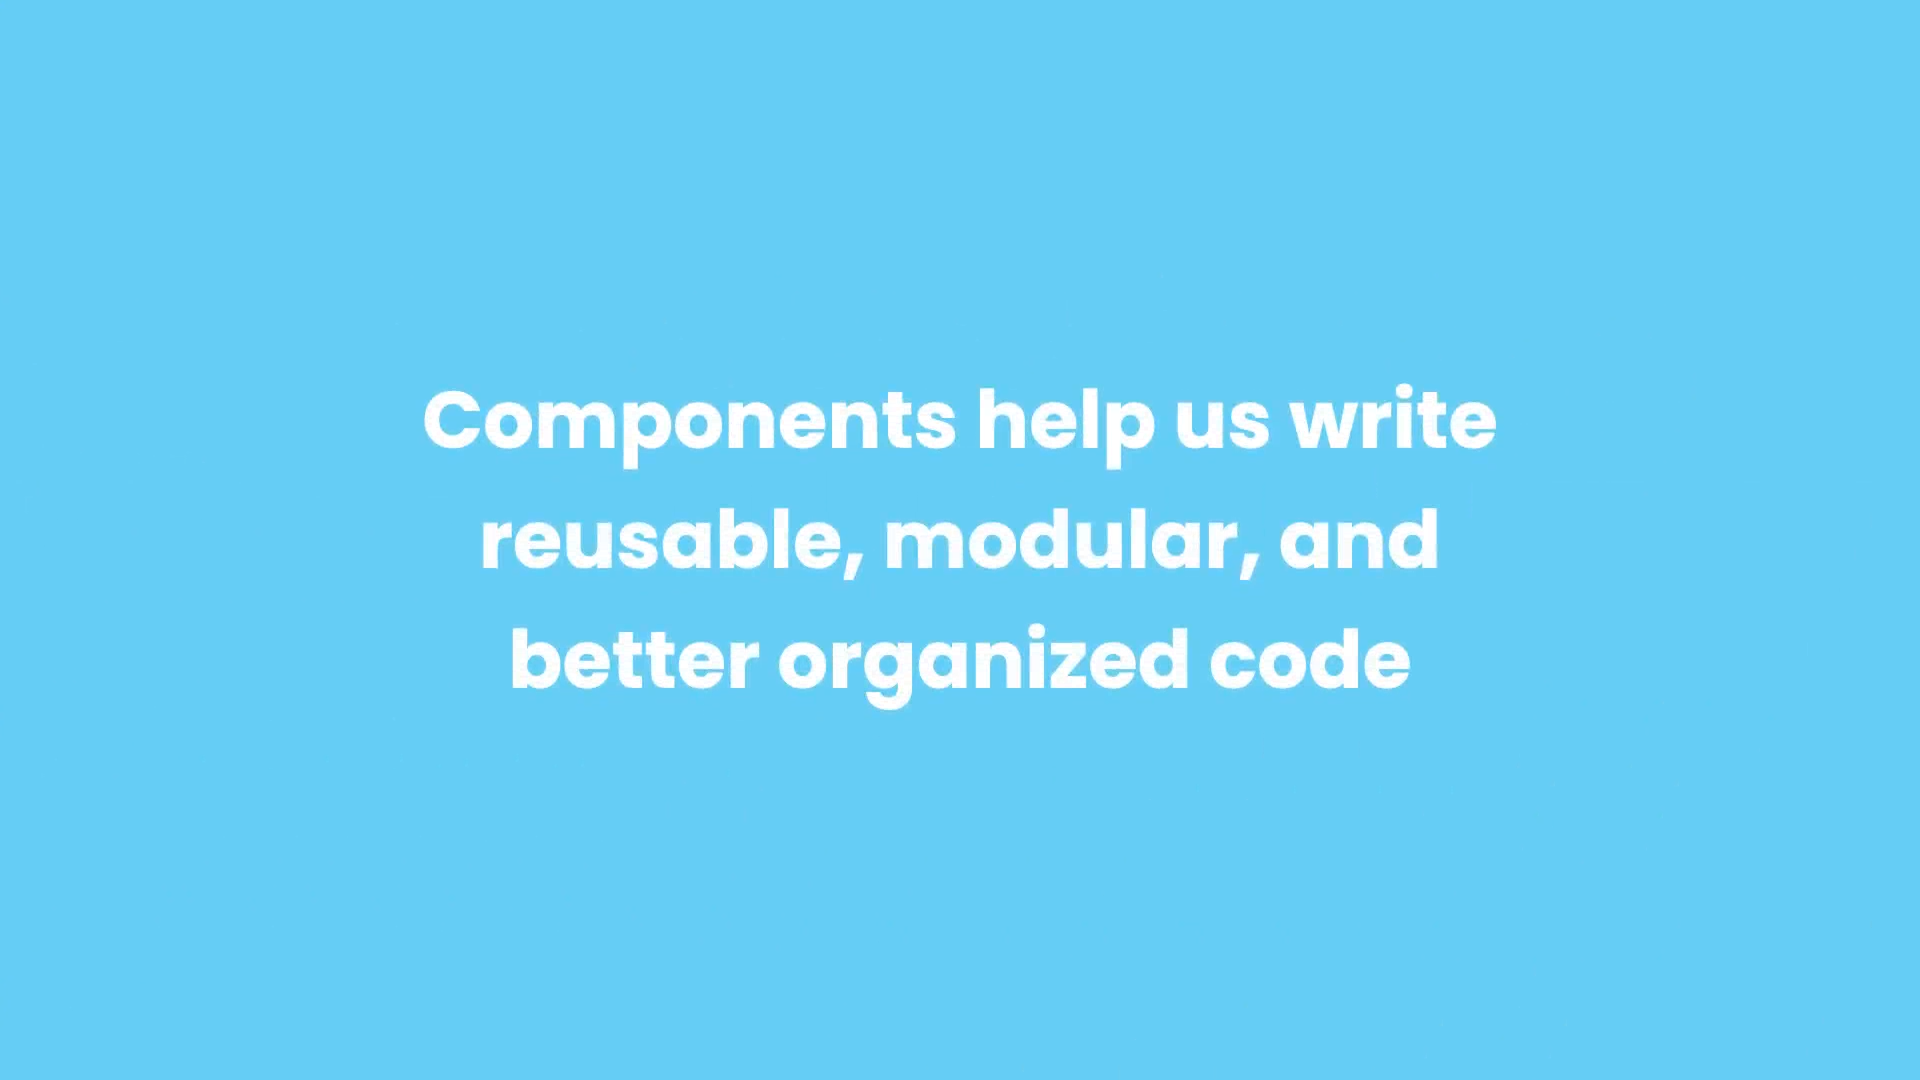 Components help us write
reusable, modular, and
better organized code